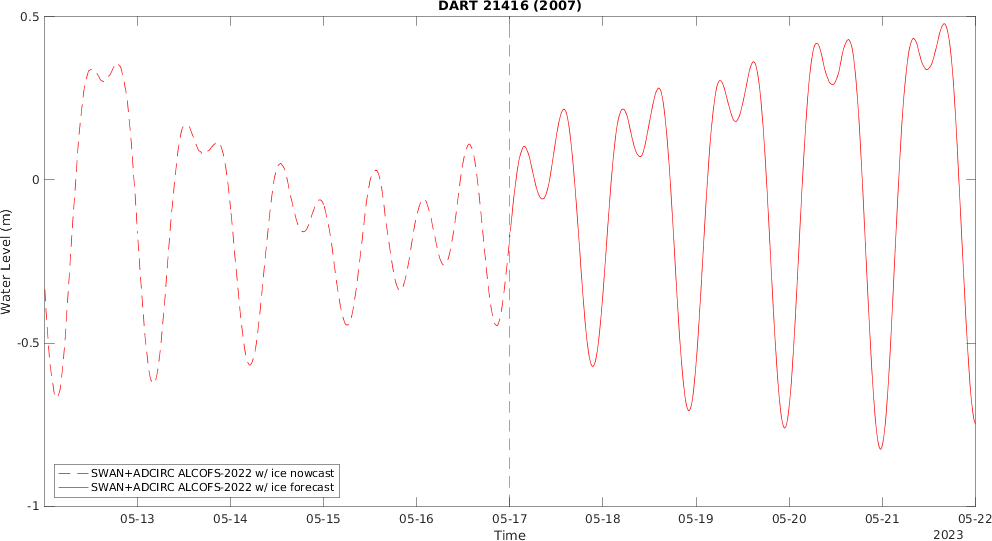 DART 21416 (2007)
0.5
0
-0.5
-1
Water Level (m)
SWAN+ADCIRC ALCOFS-2022 w/ ice nowcast
SWAN+ADCIRC ALCOFS-2022 w/ ice forecast
05-13 05-14 05-15 05-16 05-17 05-18 05-19 05-20 05-21 05-22
Time
2023